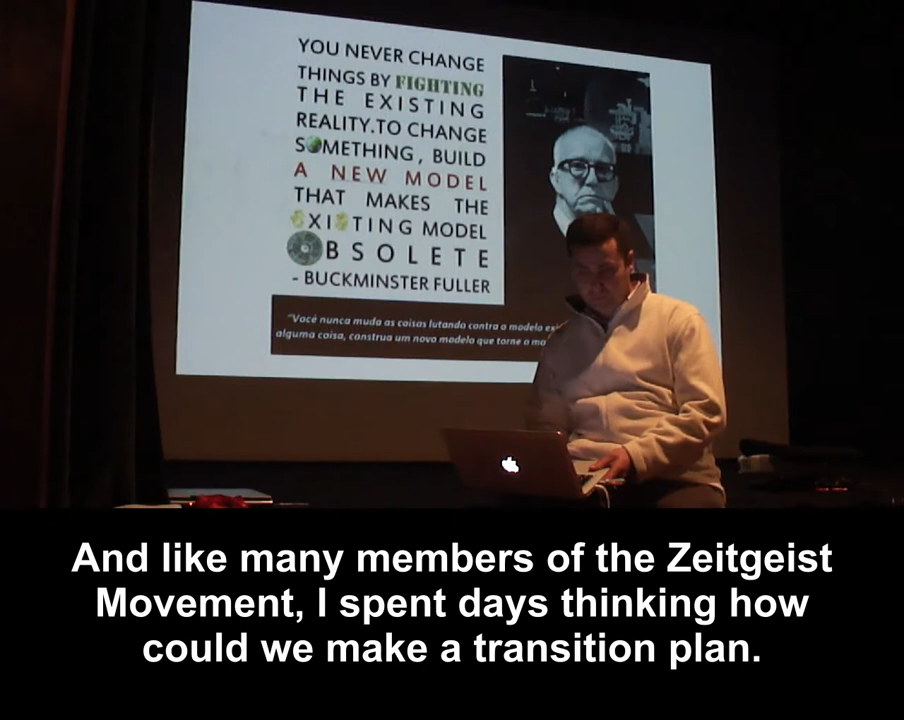 YOU NEVER CHANGE
THINGS BY FIGHTING
THE EXISTING
REALITY.TO CHANGE
SOMETHING, BUILD
A NEW MODEL
THAT MAKES THE
EXISTING MODEL
OBSOLETE
- BUCKMINSTER FULLER
"Você nunca muda as coisas lutando contra o modelo
alguma coisa, construa um novo modelo que torne o
And like many members of the Zeitgeist
Movement, I spent days thinking how
could we make a transition plan.